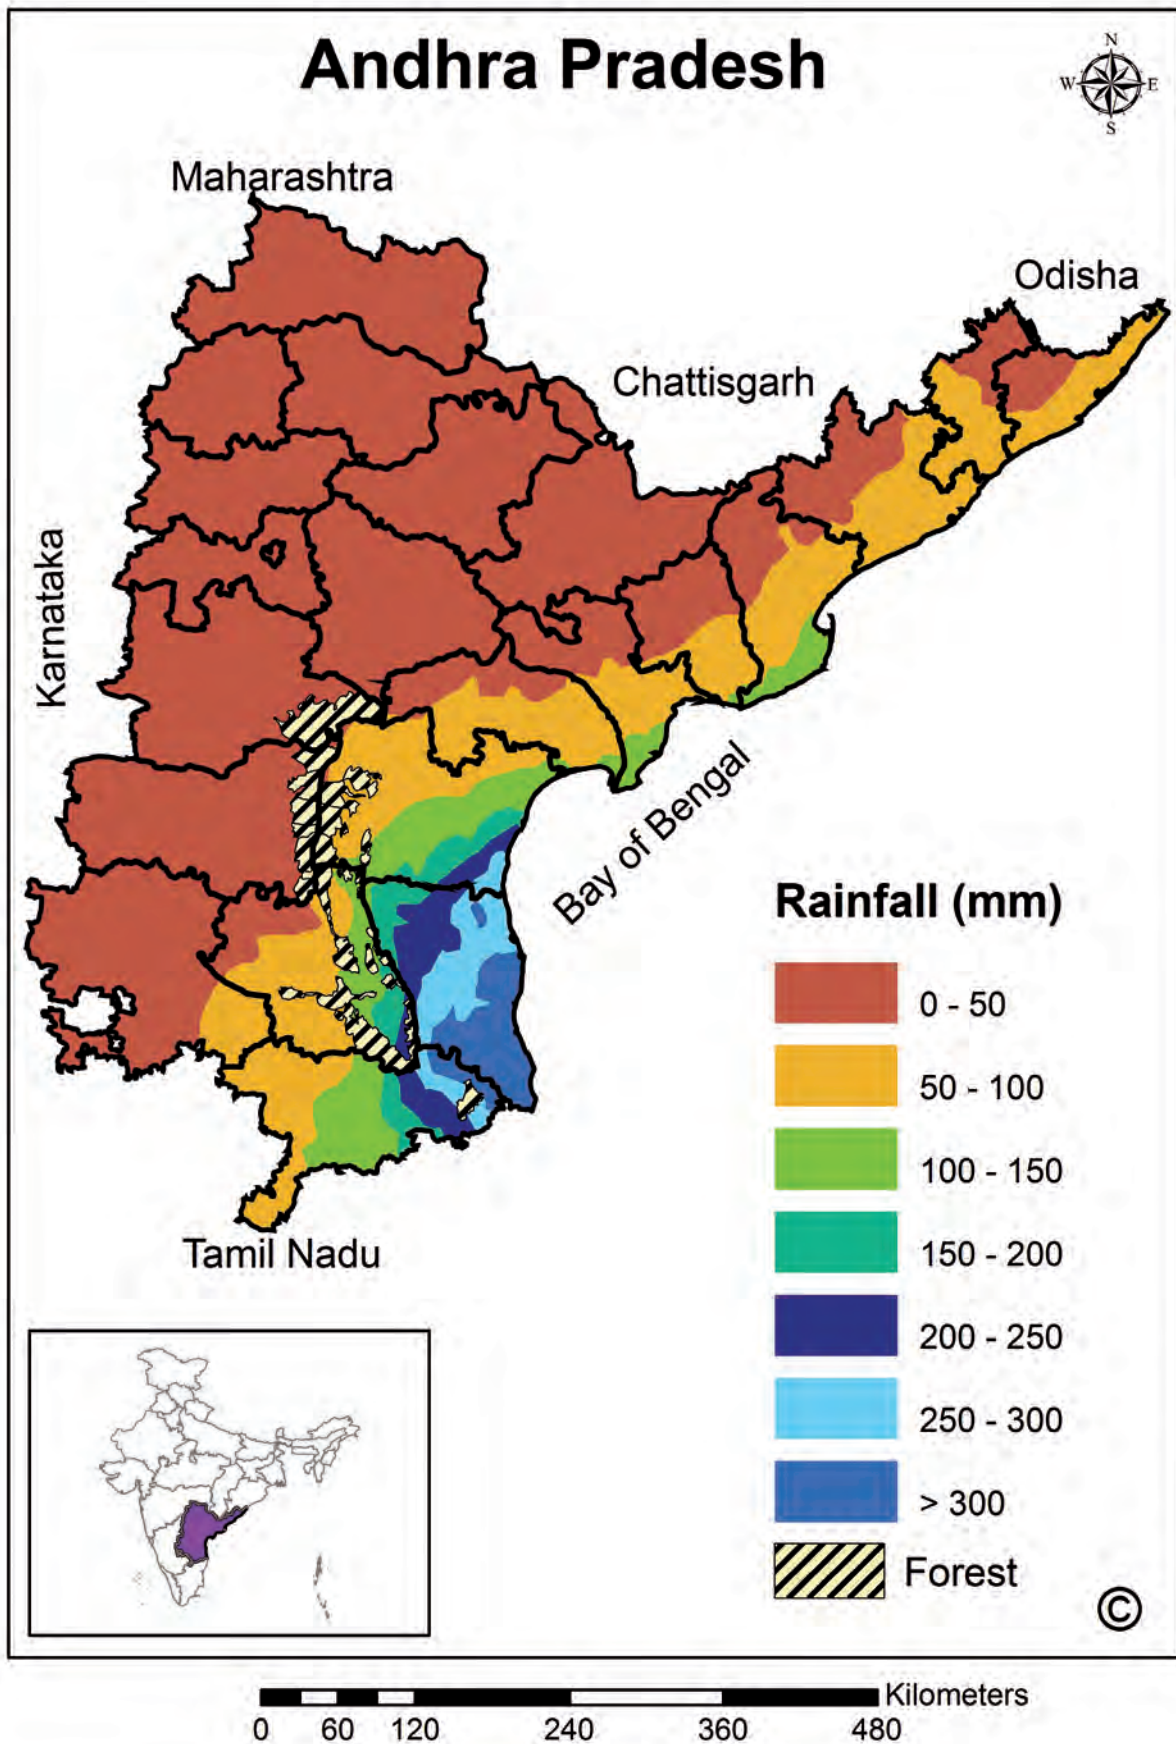 Andhra Pradesh
N
W
E
S
Maharashtra
Odisha
Chattisgarh
Karnataka
Bay of Bengal
Tamil Nadu
Rainfall (mm)
0 - 50
50 - 100
100 - 150
150 - 200
200 - 250
250 - 300
> 300
Forest
©
Kilometers
0 60 120 240 360 480